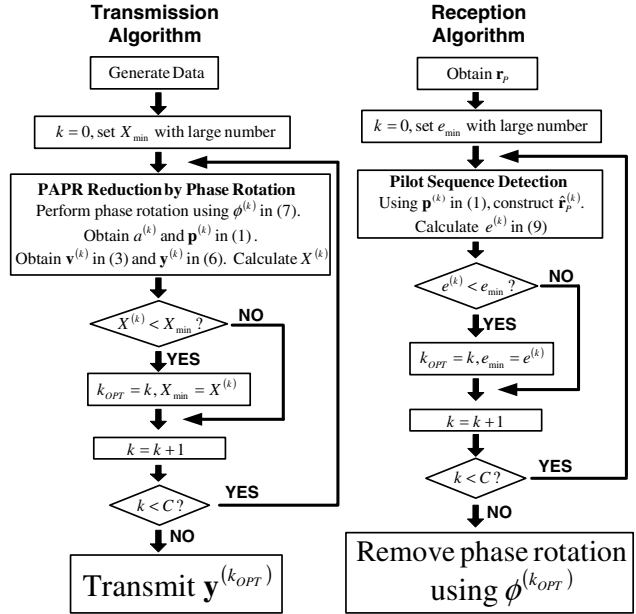 Transmission
Algorithm
Generate Data
k = 0, set X_min with large number
PAPR Reduction by Phase Rotation
Perform phase rotation using ϕ^(k) in (7).
Obtain a^(k) and p^(k) in (1) .
Obtain v^(k) in (3) and y^(k) in (6). Calculate X^(k)
X^(k) < X_min ?
NO
YES
k_OPT = k, X_min = X^(k)
k = k + 1
k < C ?
YES
NO
Transmit y^(k_OPT)
Reception
Algorithm
Obtain r_P
k = 0, set e_min with large number
Pilot Sequence Detection
Using p^(k) in (1), construct r̂_P^(k).
Calculate e^(k) in (9)
e^(k) < e_min ?
NO
YES
k_OPT = k, e_min = e^(k)
k = k + 1
k < C ?
YES
NO
Remove phase rotation
using ϕ^(k_OPT)